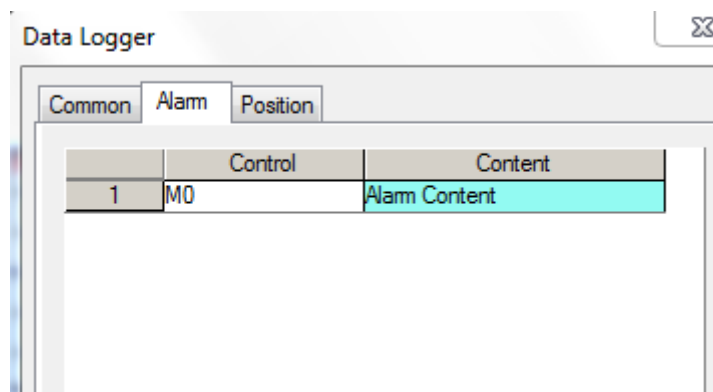 Data Logger
Common Alarm Position
Control Content
1 M0 Alarm Content